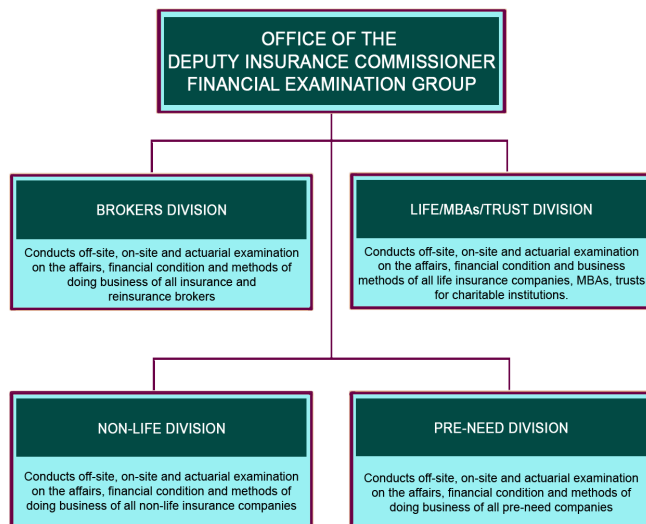 OFFICE OF THE
DEPUTY INSURANCE COMMISSIONER
FINANCIAL EXAMINATION GROUP
BROKERS DIVISION
Conducts off-site, on-site and actuarial examination
on the affairs, financial condition and methods of
doing business of all insurance and
reinsurance brokers
LIFE/MBAs/TRUST DIVISION
Conducts off-site, on-site and actuarial examination
on the affairs, financial condition and business
methods of all life insurance companies, MBAs, trusts
for charitable institutions.
NON-LIFE DIVISION
Conducts off-site, on-site and actuarial examination
on the affairs, financial condition and methods of
doing business of all non-life insurance companies
PRE-NEED DIVISION
Conducts off-site, on-site and actuarial examination
on the affairs, financial condition and methods of
doing business of all pre-need companies